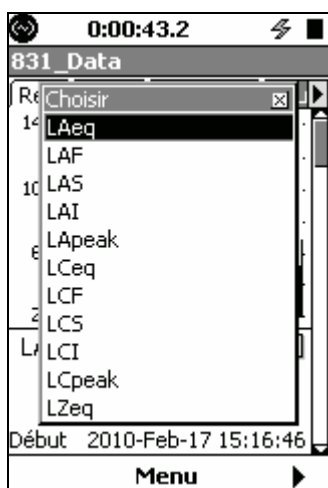 0:00:43.2
831_Data
Choisir
LAeq
LAF
LAS
LAI
LApeak
LCeq
LCF
LCS
LCI
LCpeak
LZeq
Début 2010-Feb-17 15:16:46
Menu